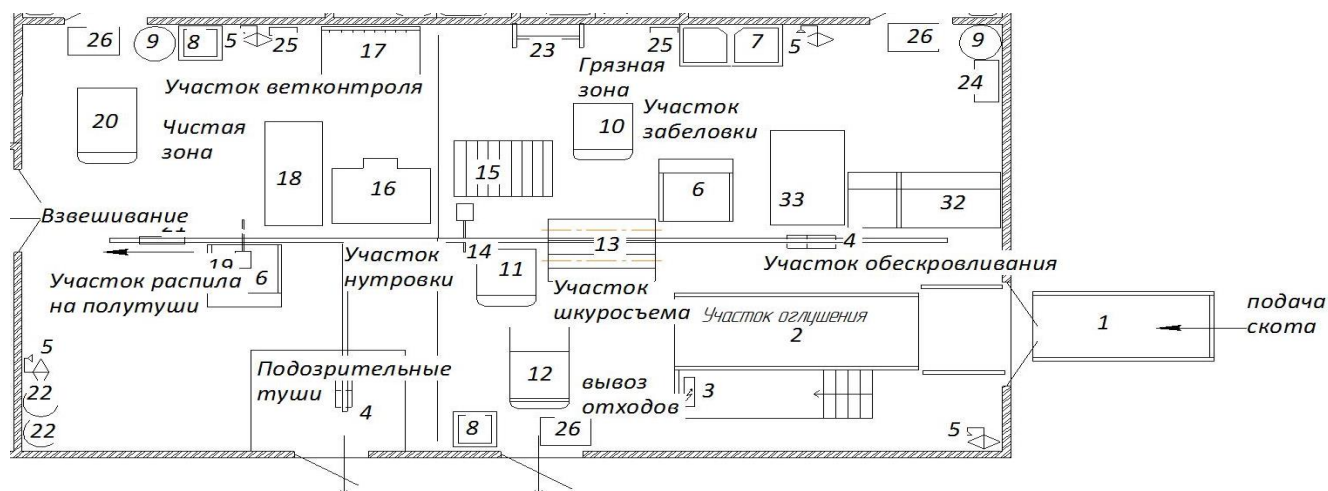 26
9
8
5
25
17
23
25
7
5
26
9
24
Участок ветконтроля
Грязная
зона
20
Чистая
зона
10
Участок
забеловки
18
16
15
6
33
32
Взвешивание
21
19
6
Участок
нутровки
14
11
13
4
Участок обескровливания
Участок распила
на полутуши
Участок
шкуросъема
Участок оглушения
2
1
подача
скота
5
22
22
Подозрительные
туши
4
12
вывоз
отходов
3
8
26
5